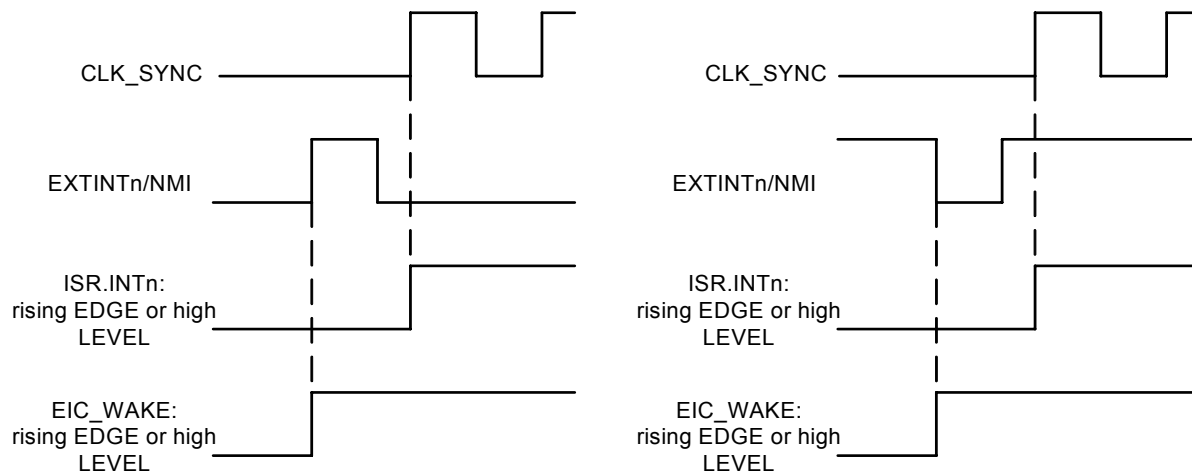 CLK_SYNC
EXTINTn/NMI
ISR.INTn:
rising EDGE or high
LEVEL
EIC_WAKE:
rising EDGE or high
LEVEL
CLK_SYNC
EXTINTn/NMI
ISR.INTn:
rising EDGE or high
LEVEL
EIC_WAKE:
rising EDGE or high
LEVEL